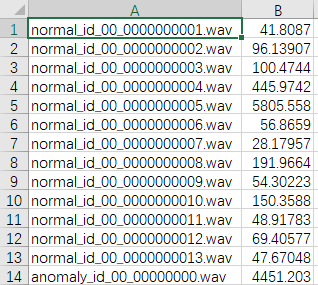 A B
1 normal_id_00_0000000001.wav 41.8087
2 normal_id_00_0000000002.wav 96.13907
3 normal_id_00_0000000003.wav 100.4744
4 normal_id_00_0000000004.wav 445.9742
5 normal_id_00_0000000005.wav 5805.558
6 normal_id_00_0000000006.wav 56.8659
7 normal_id_00_0000000007.wav 28.17957
8 normal_id_00_0000000008.wav 191.9664
9 normal_id_00_0000000009.wav 54.30223
10 normal_id_00_0000000010.wav 150.3588
11 normal_id_00_0000000011.wav 48.91783
12 normal_id_00_0000000012.wav 69.40577
13 normal_id_00_0000000013.wav 47.67048
14 anomaly_id_00_00000000.wav 4451.203